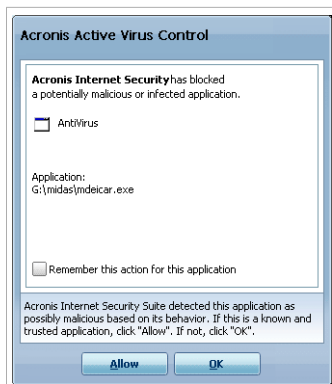 Acronis Active Virus Control
Acronis Internet Security has blocked
a potentially malicious or infected application.
AntiVirus
Application:
G:\midas\mdeicar.exe
Remember this action for this application
Acronis Internet Security Suite detected this application as
possibly malicious based on its behavior. If this is a known and
trusted application, click "Allow". If not, click "OK".
Allow
OK